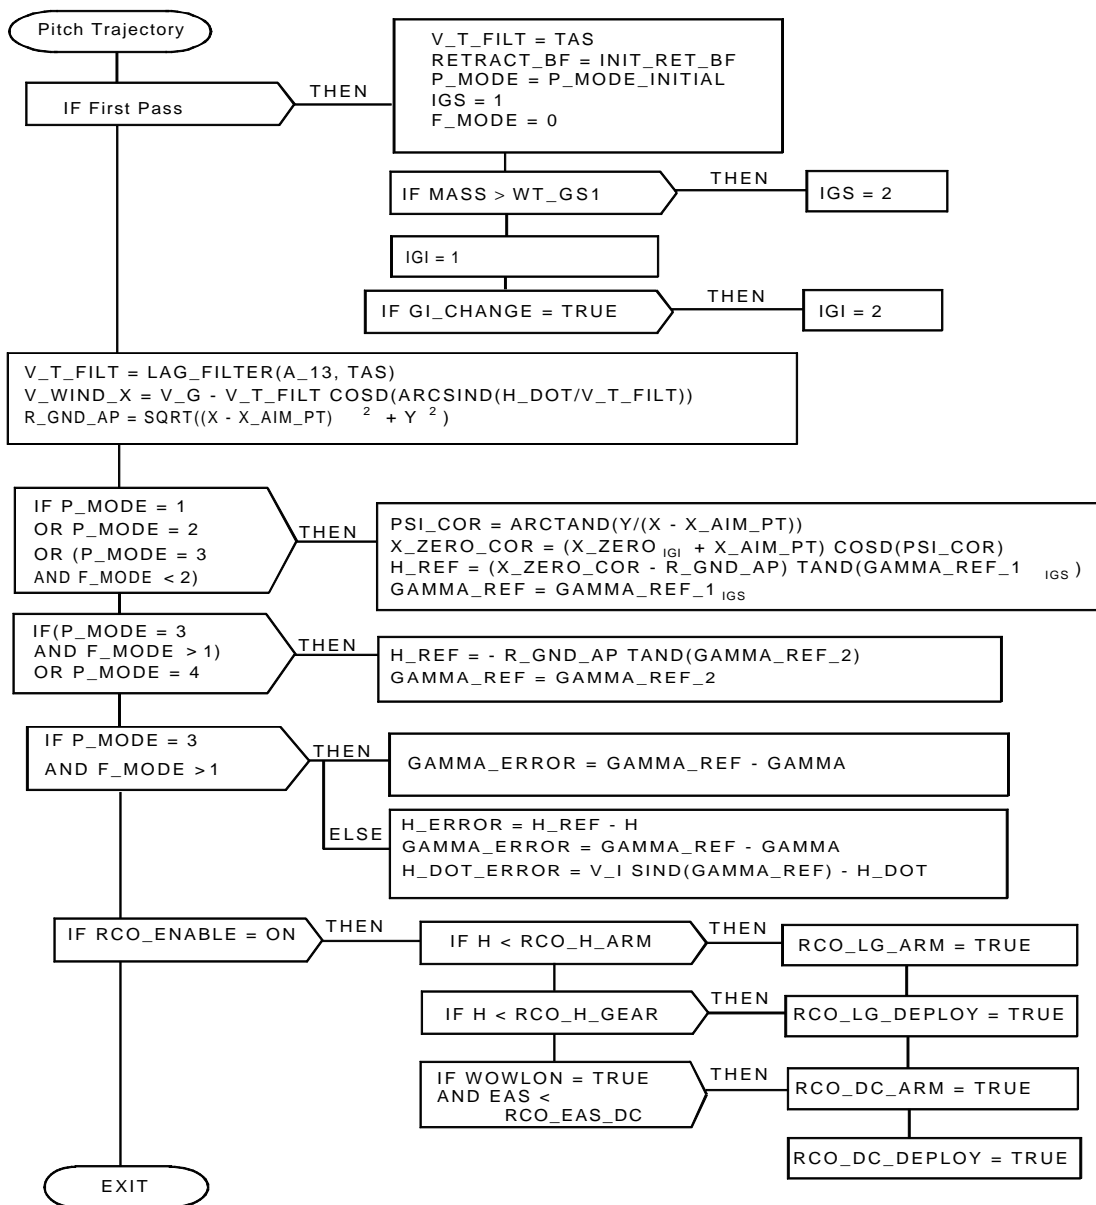 Pitch Trajectory
IF First Pass
THEN
V_T_FILT = TAS
RETRACT_BF = INIT_RET_BF
P_MODE = P_MODE_INITIAL
IGS = 1
F_MODE = 0
IF MASS > WT_GS1
THEN
IGS = 2
IGI = 1
IF GI_CHANGE = TRUE
THEN
IGI = 2
V_T_FILT = LAG_FILTER(A_13, TAS)
V_WIND_X = V_G - V_T_FILT COSD(ARCSIND(H_DOT/V_T_FILT))
R_GND_AP = SQRT((X - X_AIM_PT) 2 + Y 2 )
IF P_MODE = 1
OR P_MODE = 2
OR (P_MODE = 3
AND F_MODE < 2)
THEN
PSI_COR = ARCTAND(Y/(X - X_AIM_PT))
X_ZERO_COR = (X_ZERO IGI + X_AIM_PT) COSD(PSI_COR)
H_REF = (X_ZERO_COR - R_GND_AP) TAND(GAMMA_REF_1 IGS )
GAMMA_REF = GAMMA_REF_1 IGS
IF(P_MODE = 3
AND F_MODE > 1)
OR P_MODE = 4
THEN
H_REF = - R_GND_AP TAND(GAMMA_REF_2)
GAMMA_REF = GAMMA_REF_2
IF P_MODE = 3
AND F_MODE > 1
THEN
GAMMA_ERROR = GAMMA_REF - GAMMA
ELSE
H_ERROR = H_REF - H
GAMMA_ERROR = GAMMA_REF - GAMMA
H_DOT_ERROR = V_I SIND(GAMMA_REF) - H_DOT
IF RCO_ENABLE = ON
THEN
IF H < RCO_H_ARM
THEN
RCO_LG_ARM = TRUE
IF H < RCO_H_GEAR
THEN
RCO_LG_DEPLOY = TRUE
IF WOWLON = TRUE
AND EAS <
RCO_EAS_DC
THEN
RCO_DC_ARM = TRUE
RCO_DC_DEPLOY = TRUE
EXIT